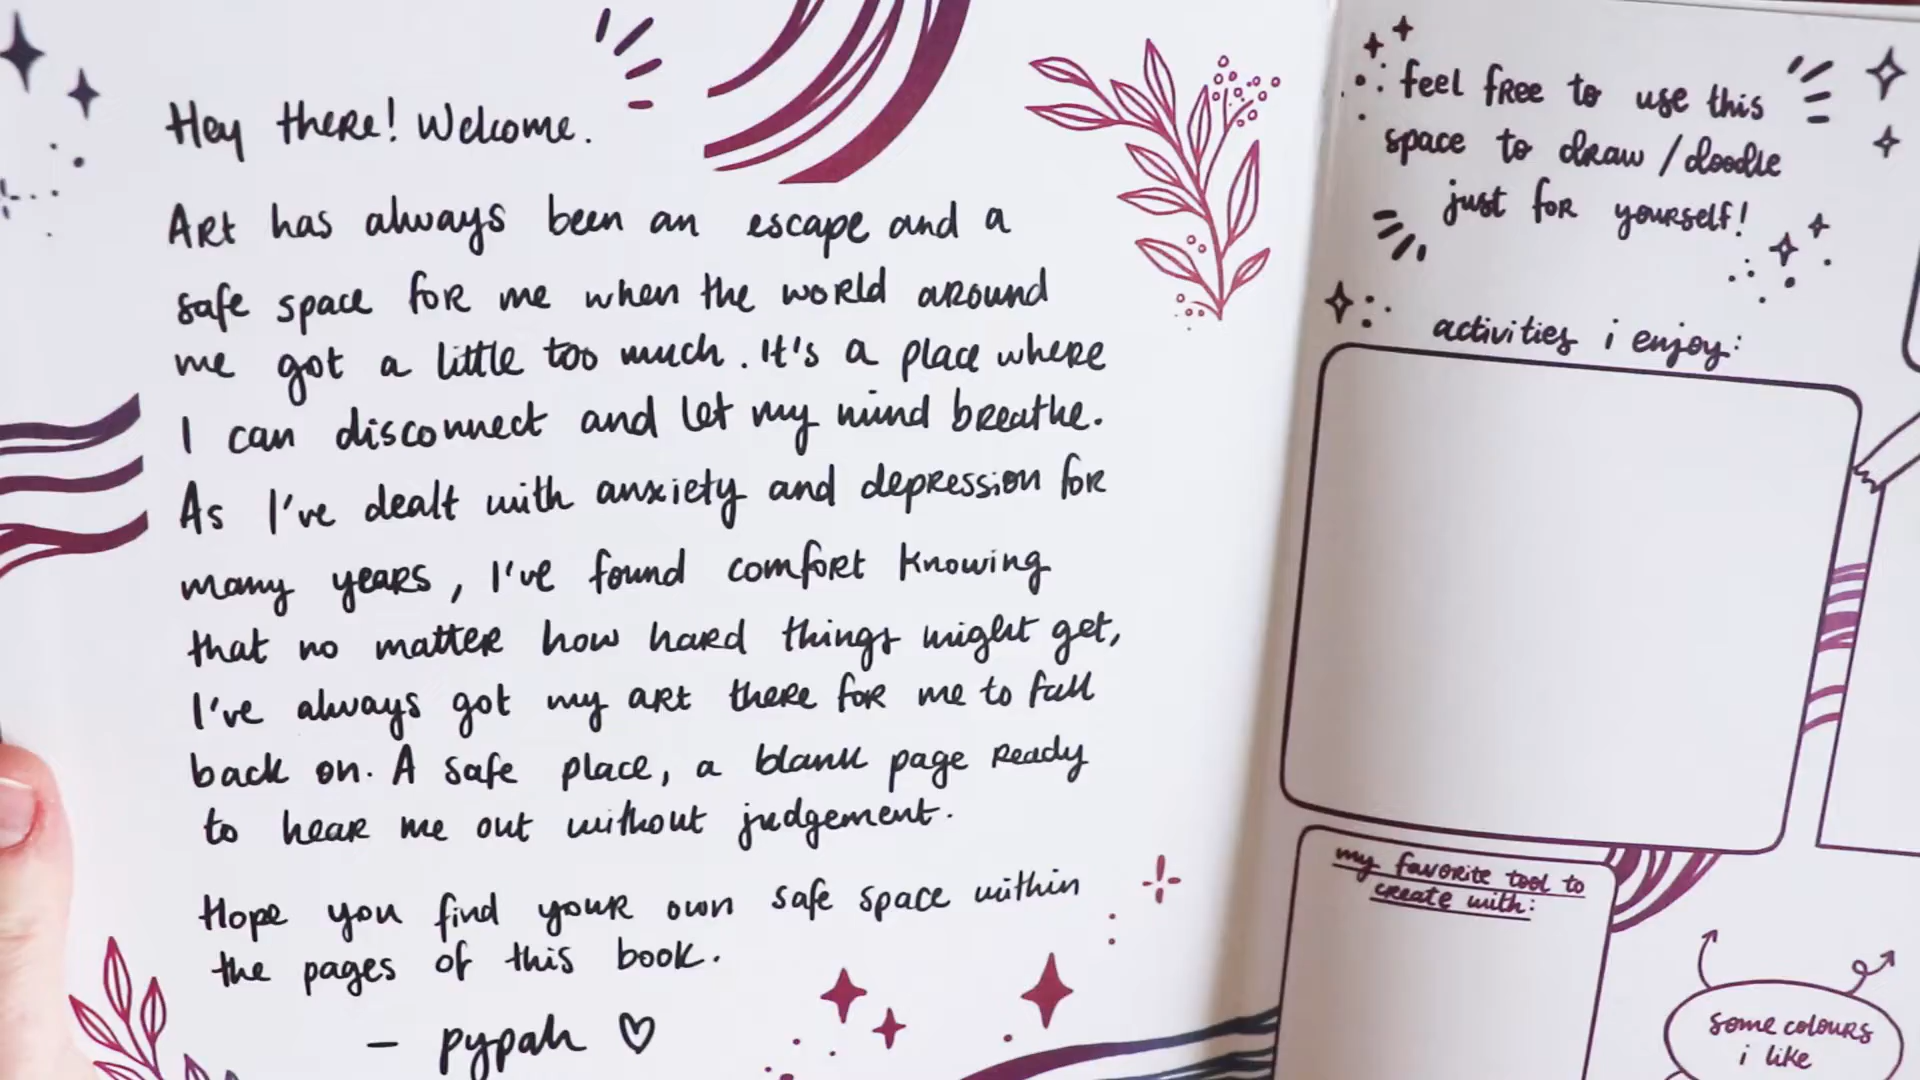 Hey there! Welcome.
Art has always been an escape and a
safe space for me when the world around
me got a little too much. It's a place where
I can disconnect and let my mind breathe.
As I've dealt with anxiety and depression for
many years, I've found comfort knowing
that no matter how hard things might get,
I've always got my art there for me to fall
back on. A safe place, a blank page ready
to hear me out without judgement.
Hope you find your own safe space within
the pages of this book.
- pypah ♡
feel free to use this
space to draw / doodle
just for yourself!
activities i enjoy:
my favorite tool to
create with:
some colours
i like